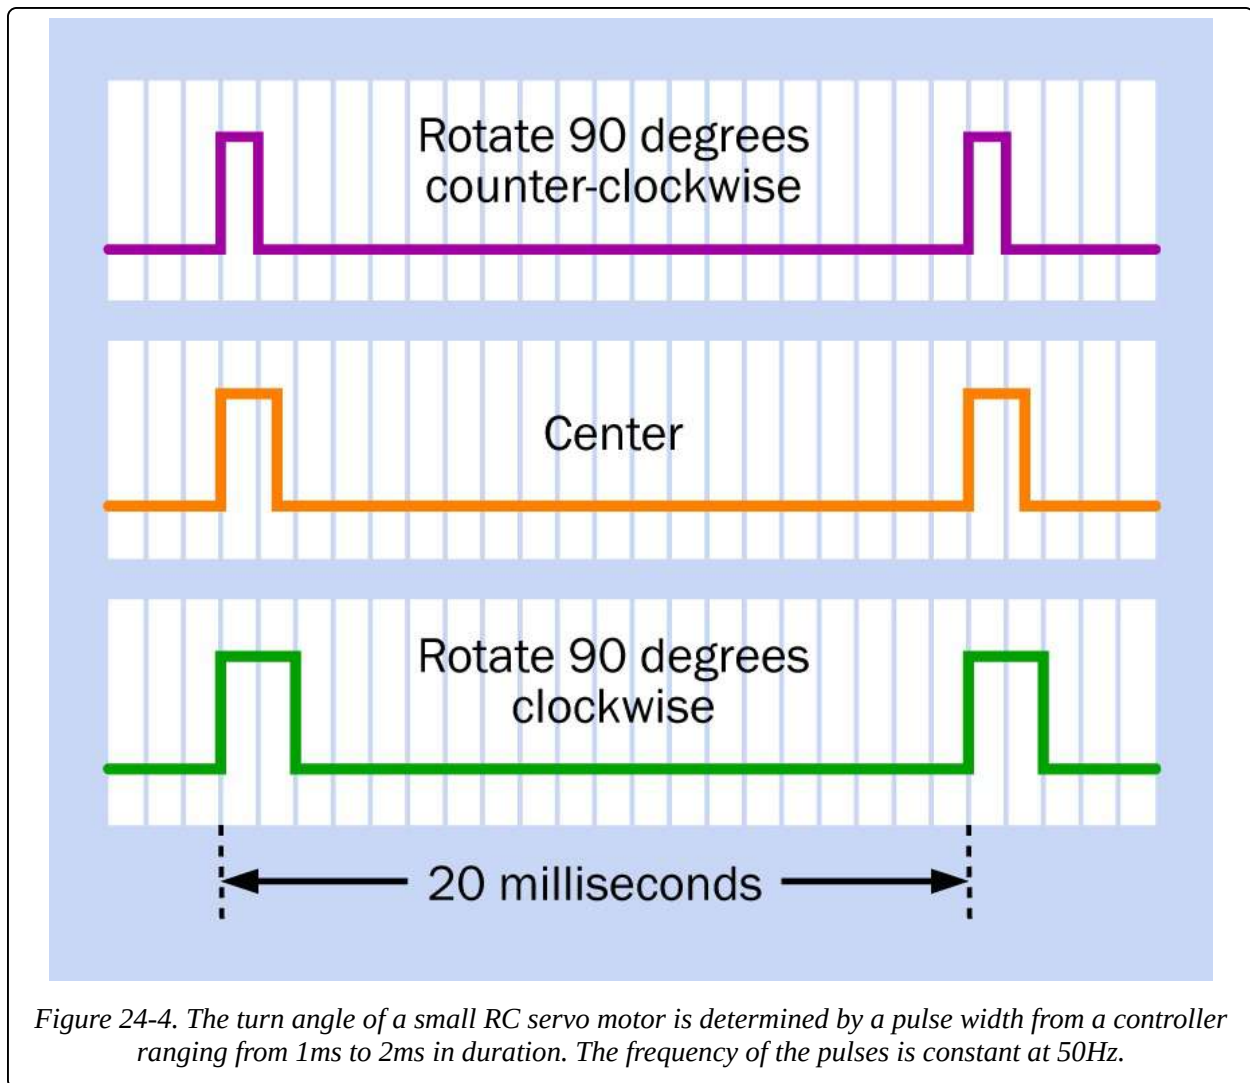 Rotate 90 degrees
counter-clockwise
Center
Rotate 90 degrees
clockwise
20 milliseconds
Figure 24-4. The turn angle of a small RC servo motor is determined by a pulse width from a controller
ranging from 1ms to 2ms in duration. The frequency of the pulses is constant at 50Hz.